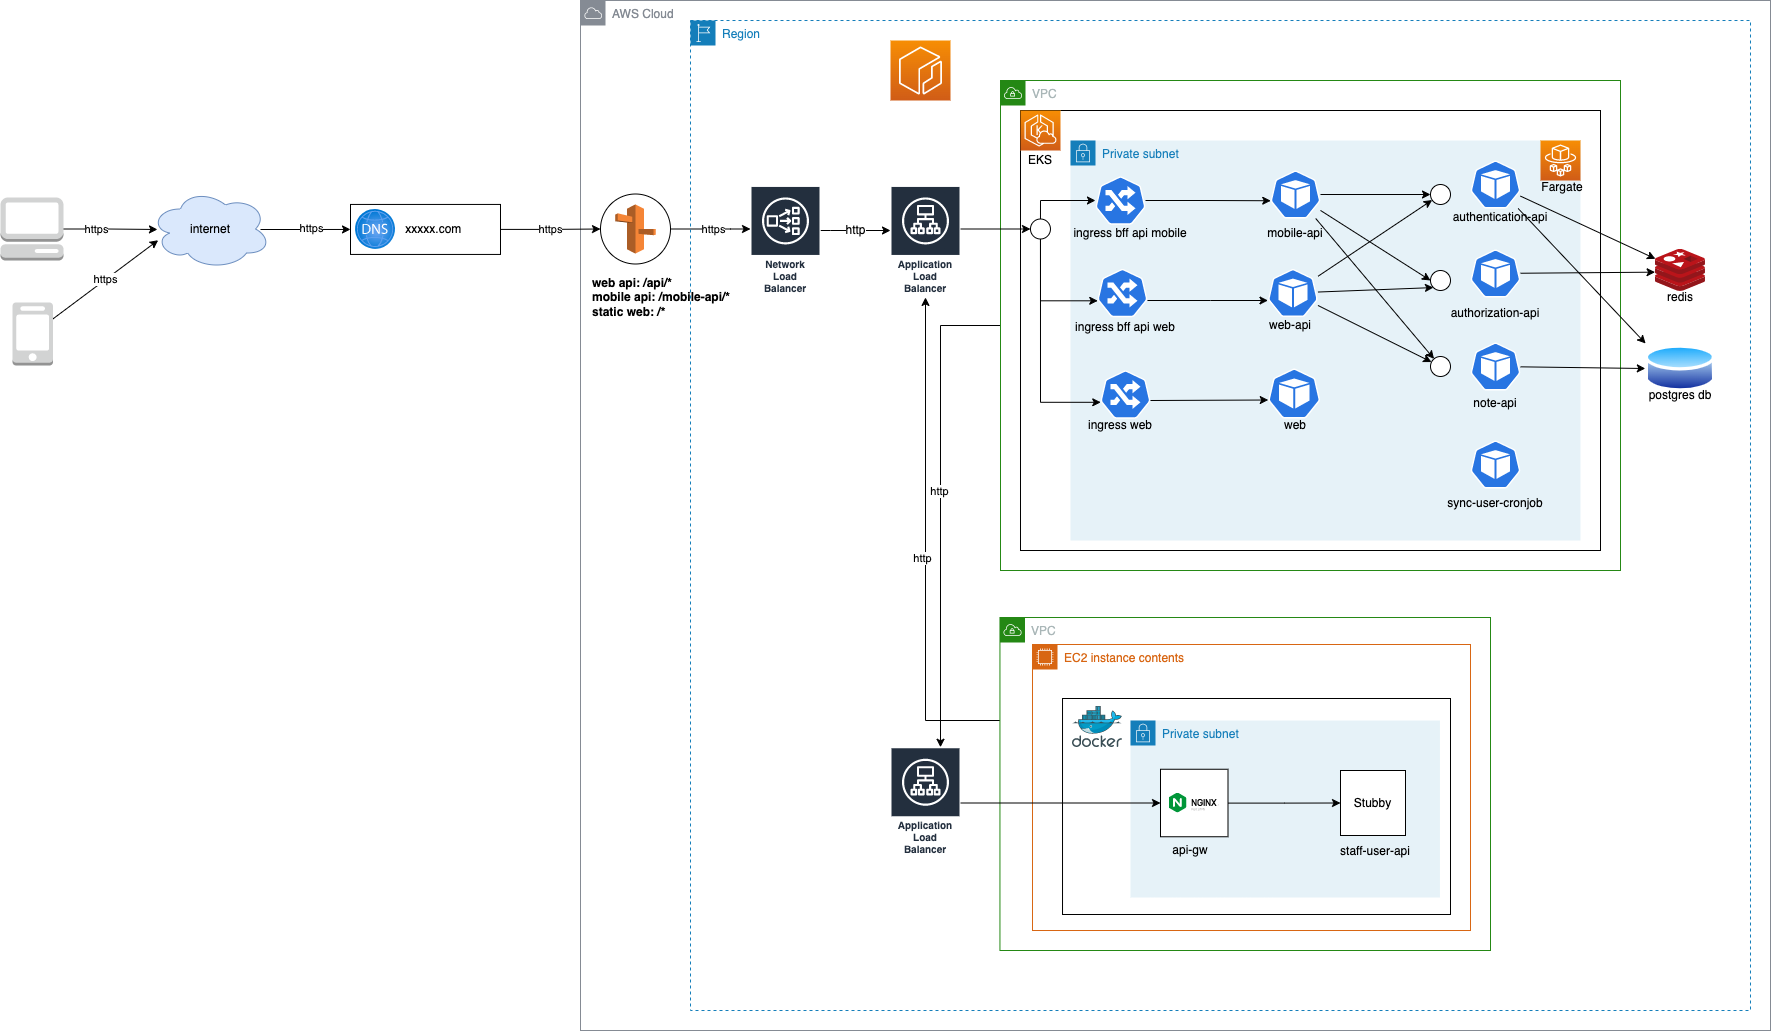 AWS Cloud
Region
VPC
EKS
Private subnet
Fargate
https
internet
https
DNS
xxxxx.com
https
https
http
https
web api: /api/*
mobile api: /mobile-api/*
static web: /*
Network
Load
Balancer
Application
Load
Balancer
ingress bff api mobile
mobile-api
authentication-api
ingress bff api web
web-api
authorization-api
redis
ingress web
web
note-api
postgres db
sync-user-cronjob
http
http
VPC
EC2 instance contents
docker
Private subnet
NGINX
Stubby
api-gw
staff-user-api
Application
Load
Balancer